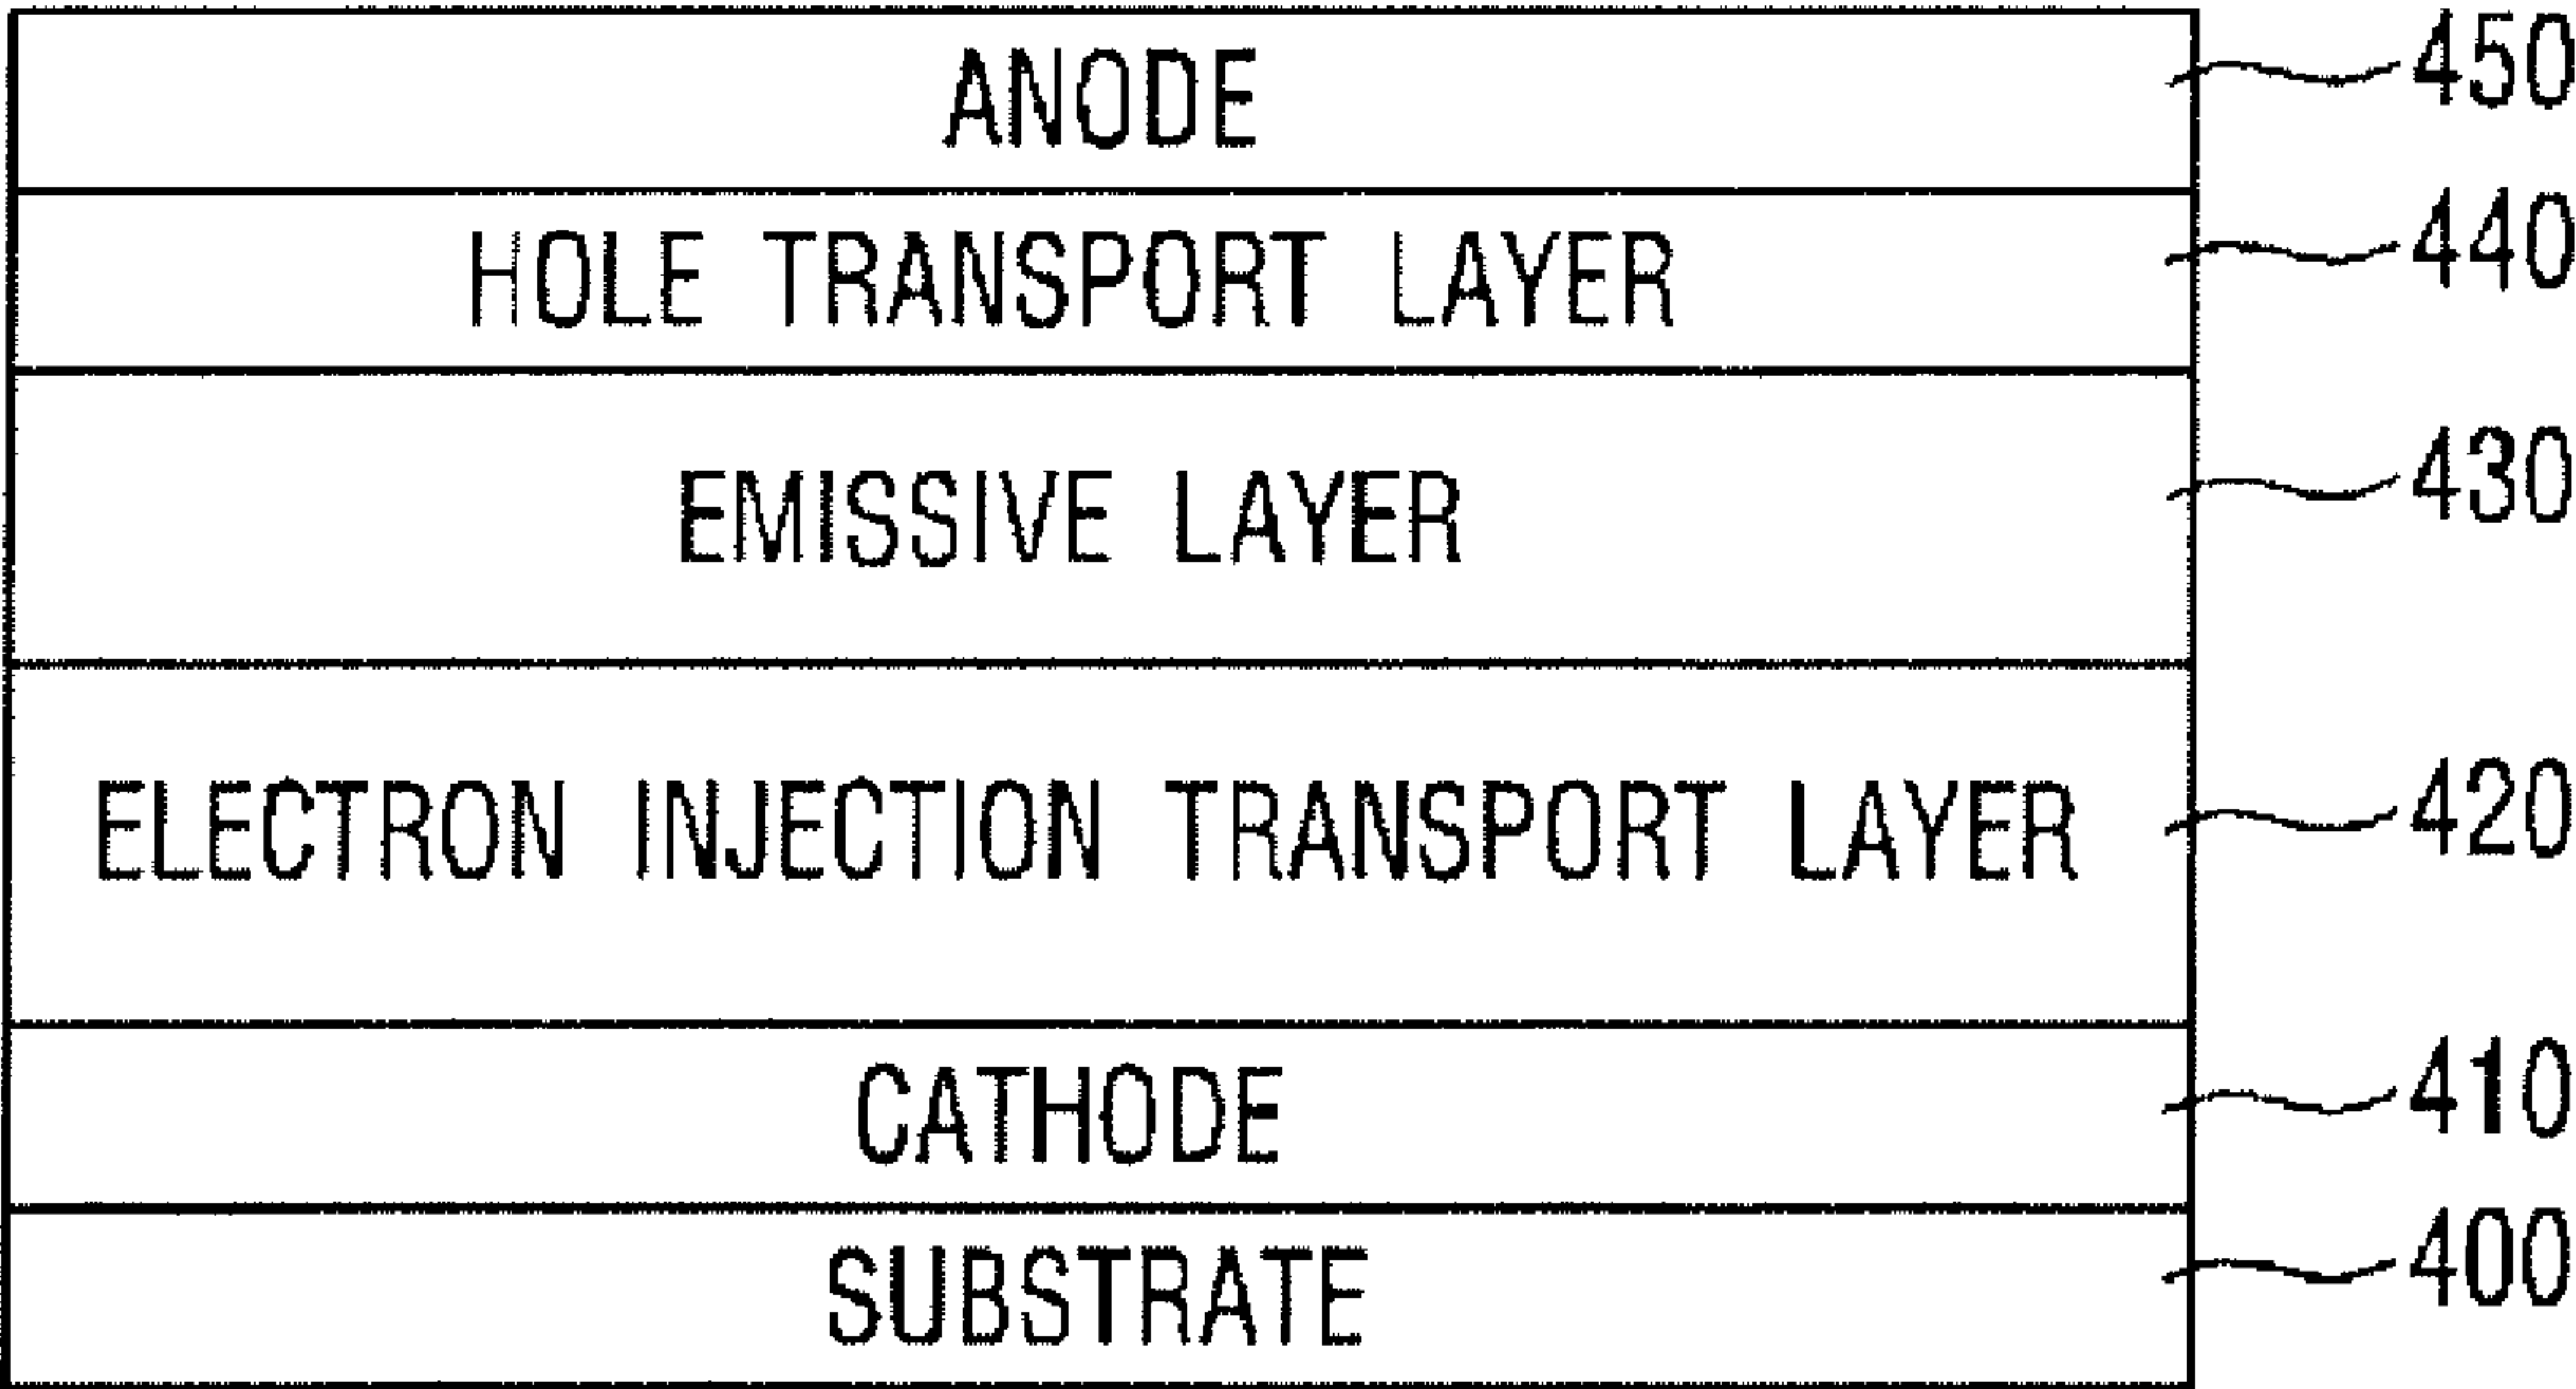 ANODE 450
HOLE TRANSPORT LAYER 440
EMISSIVE LAYER 430
ELECTRON INJECTION TRANSPORT LAYER 420
CATHODE 410
SUBSTRATE 400